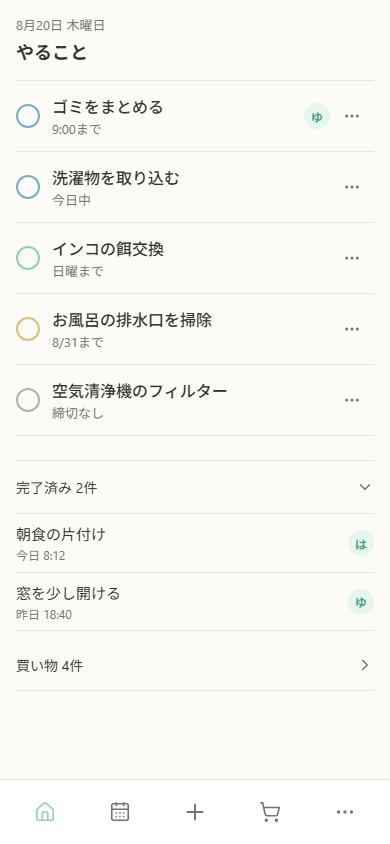 8月20日 木曜日
やること
ゴミをまとめる
9:00まで
ゆ
洗濯物を取り込む
今日中
インコの餌交換
日曜まで
お風呂の排水口を掃除
8/31まで
空気清浄機のフィルター
締切なし
完了済み 2件
朝食の片付け
今日 8:12
は
窓を少し開ける
昨日 18:40
ゆ
買い物 4件